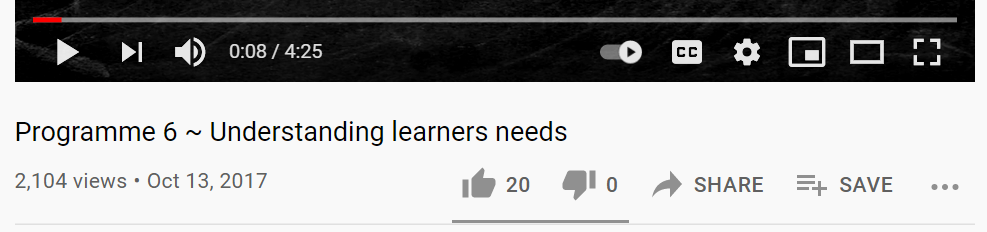 0:08 / 4:25 CC
Programme 6 ~ Understanding learners needs
2,104 views • Oct 13, 2017 20 0 SHARE SAVE